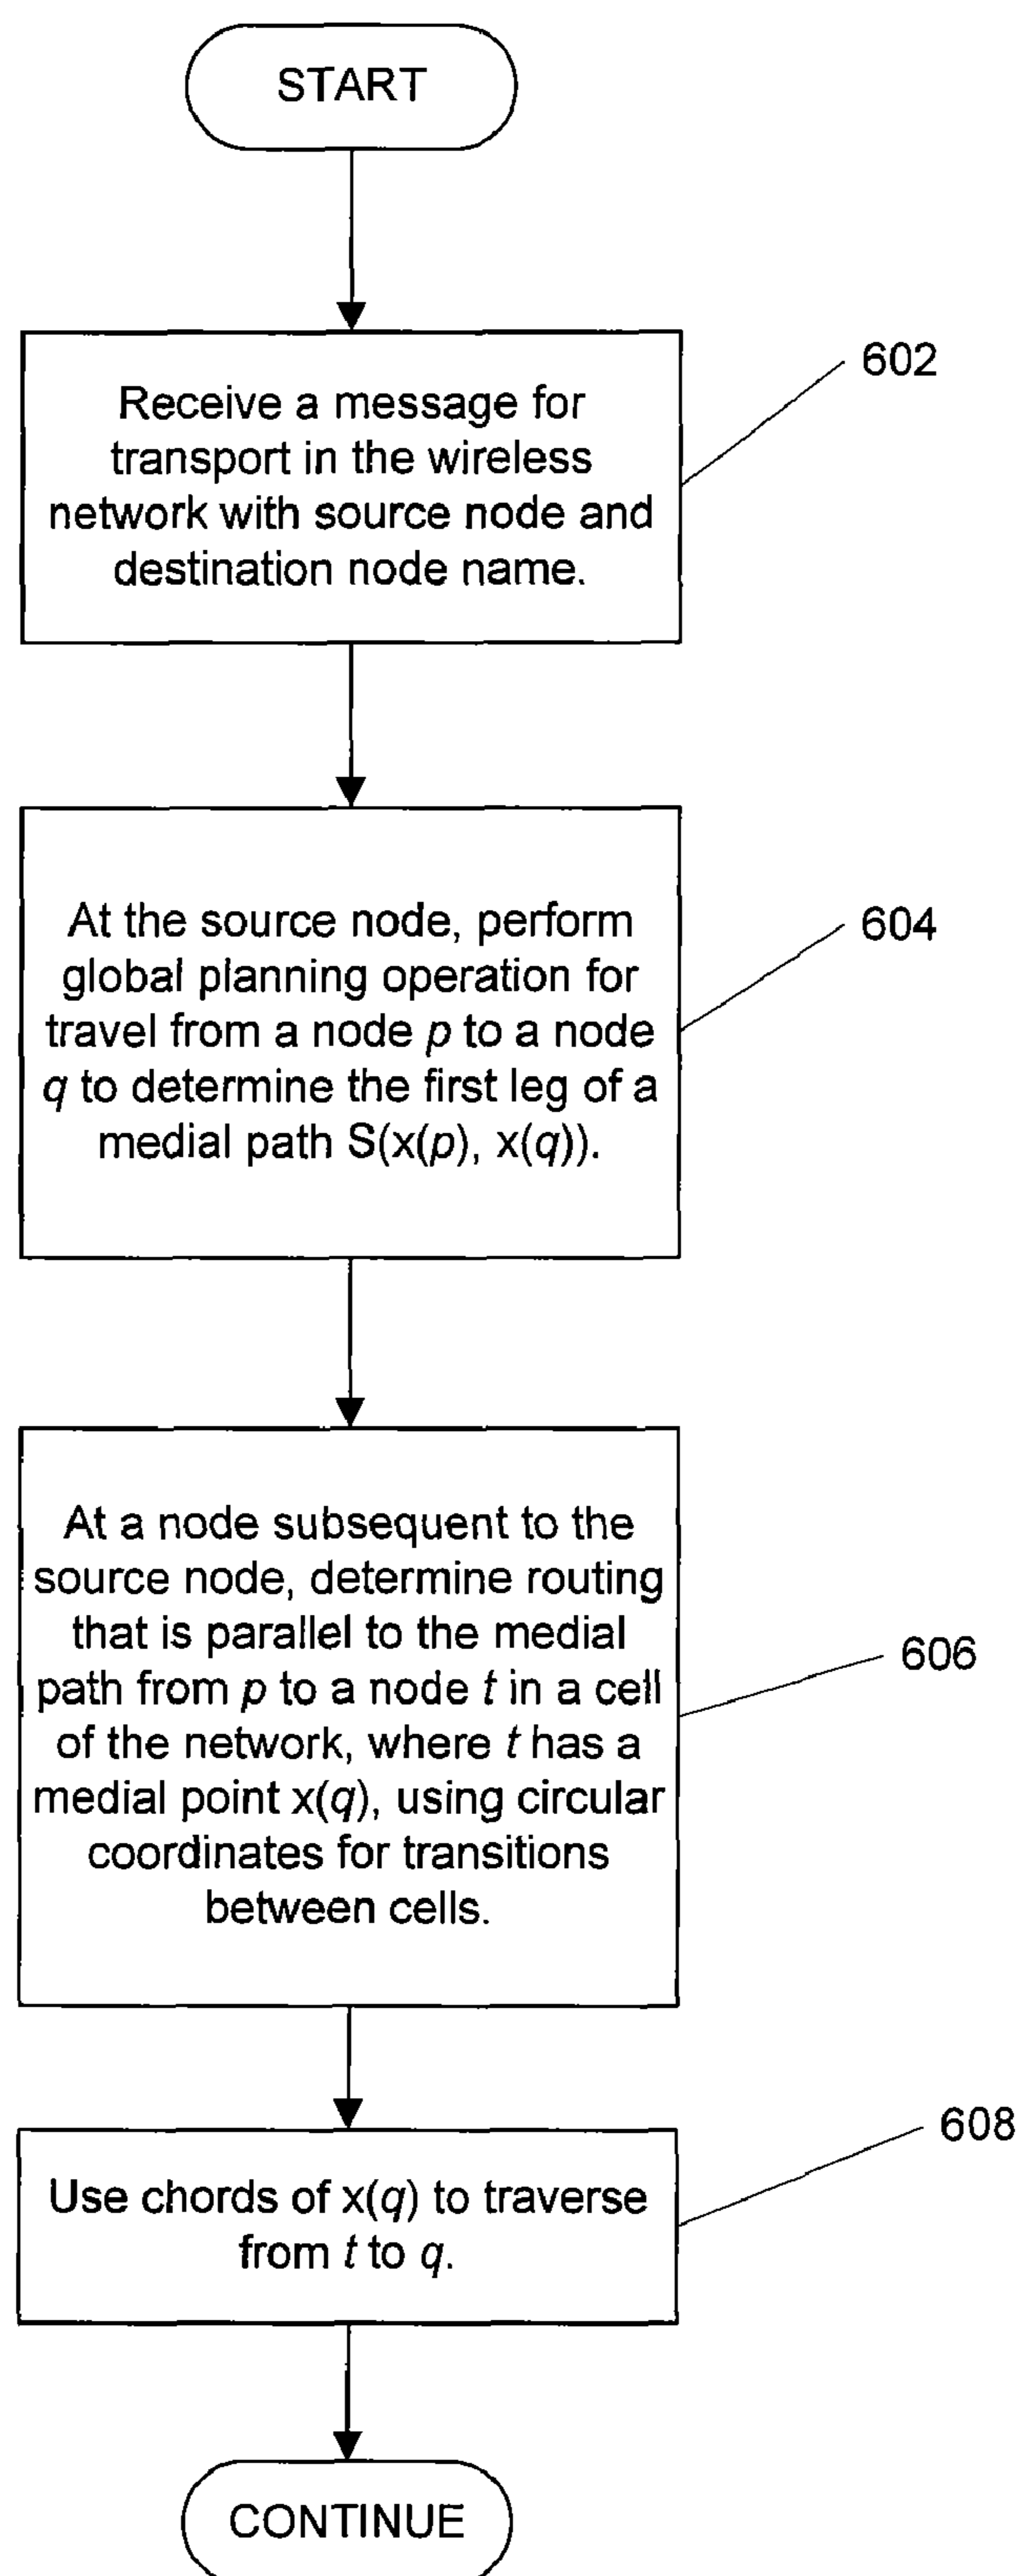 START
Receive a message for
transport in the wireless
network with source node and
destination node name.
602
At the source node, perform
global planning operation for
travel from a node p to a node
q to determine the first leg of a
medial path S(x(p), x(q)).
604
At a node subsequent to the
source node, determine routing
that is parallel to the medial
path from p to a node t in a cell
of the network, where t has a
medial point x(q), using circular
coordinates for transitions
between cells.
606
Use chords of x(q) to traverse
from t to q.
608
CONTINUE